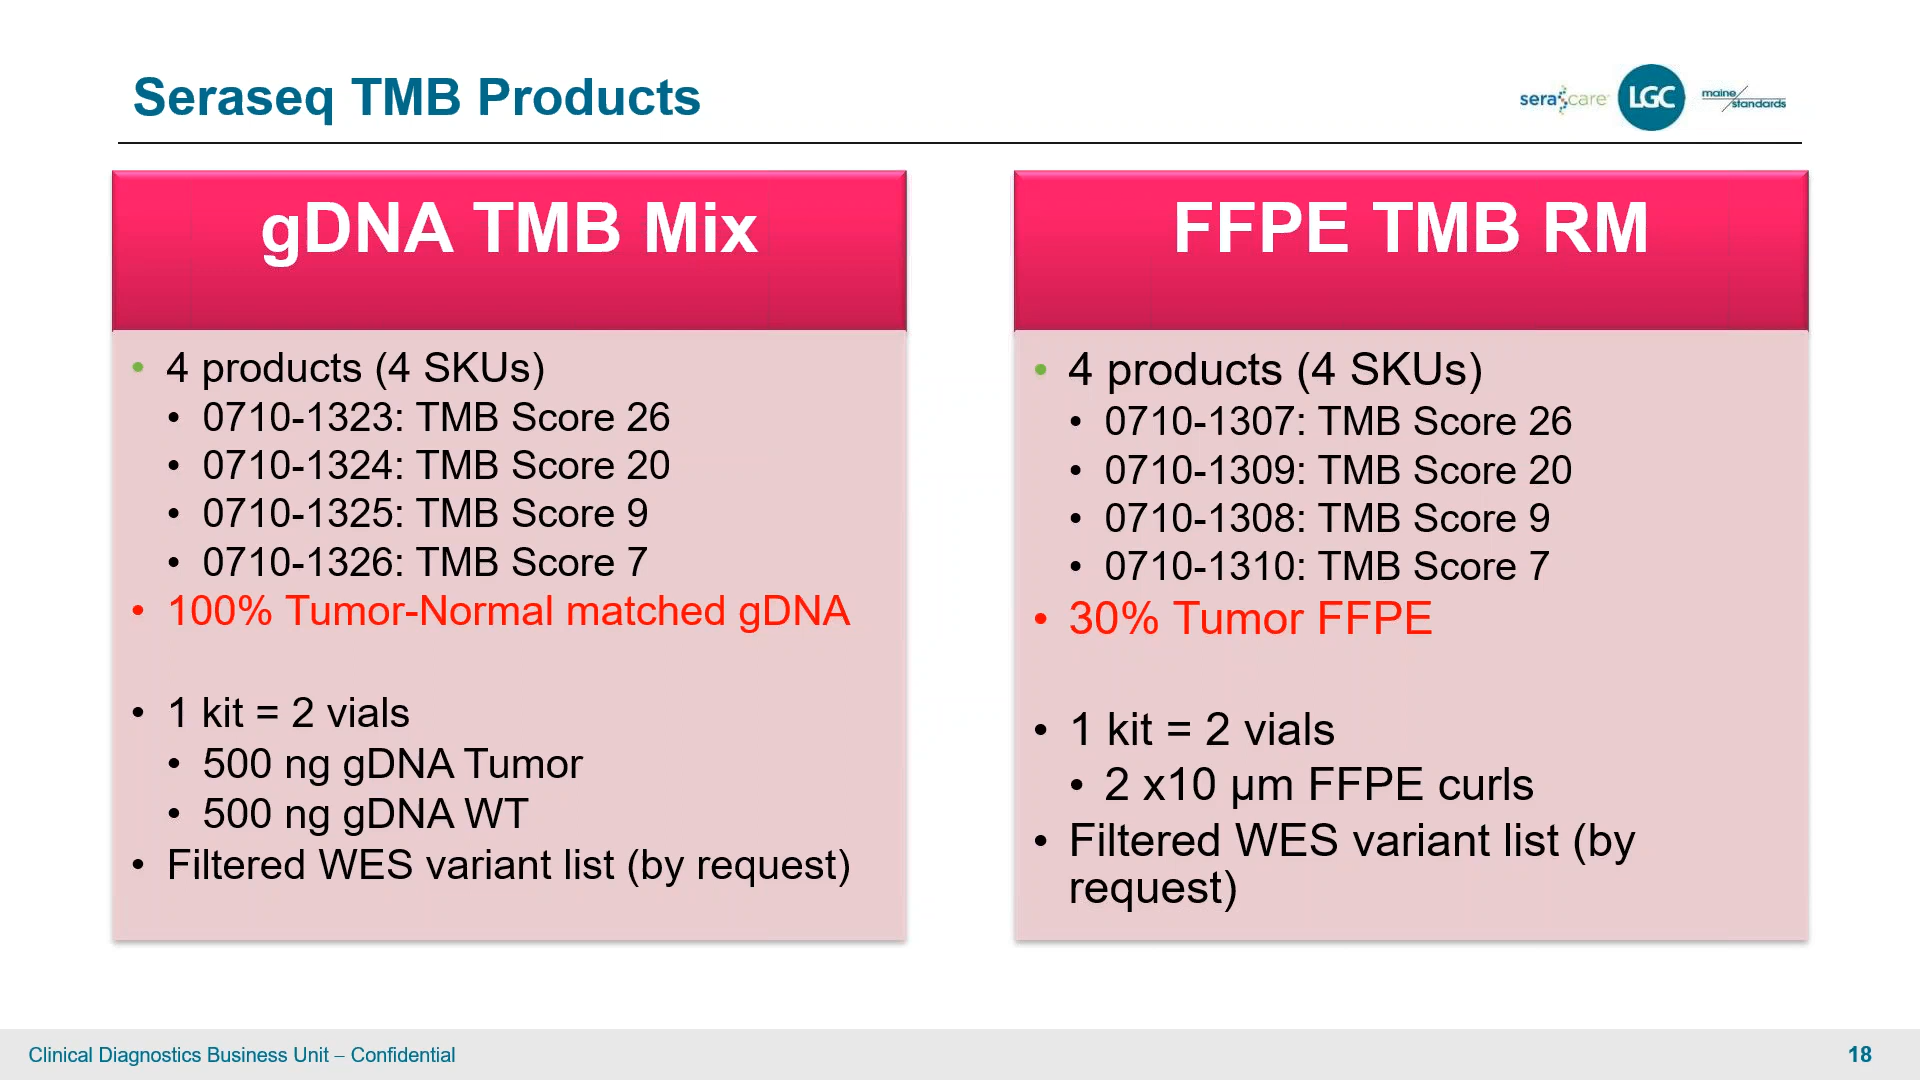 Seraseq TMB Products
seracare
LGC
maine standards
gDNA TMB Mix
• 4 products (4 SKUs)
• 0710-1323: TMB Score 26
• 0710-1324: TMB Score 20
• 0710-1325: TMB Score 9
• 0710-1326: TMB Score 7
• 100% Tumor-Normal matched gDNA
• 1 kit = 2 vials
• 500 ng gDNA Tumor
• 500 ng gDNA WT
• Filtered WES variant list (by request)
FFPE TMB RM
• 4 products (4 SKUs)
• 0710-1307: TMB Score 26
• 0710-1309: TMB Score 20
• 0710-1308: TMB Score 9
• 0710-1310: TMB Score 7
• 30% Tumor FFPE
• 1 kit = 2 vials
• 2 x10 µm FFPE curls
• Filtered WES variant list (by
request)
Clinical Diagnostics Business Unit – Confidential
18